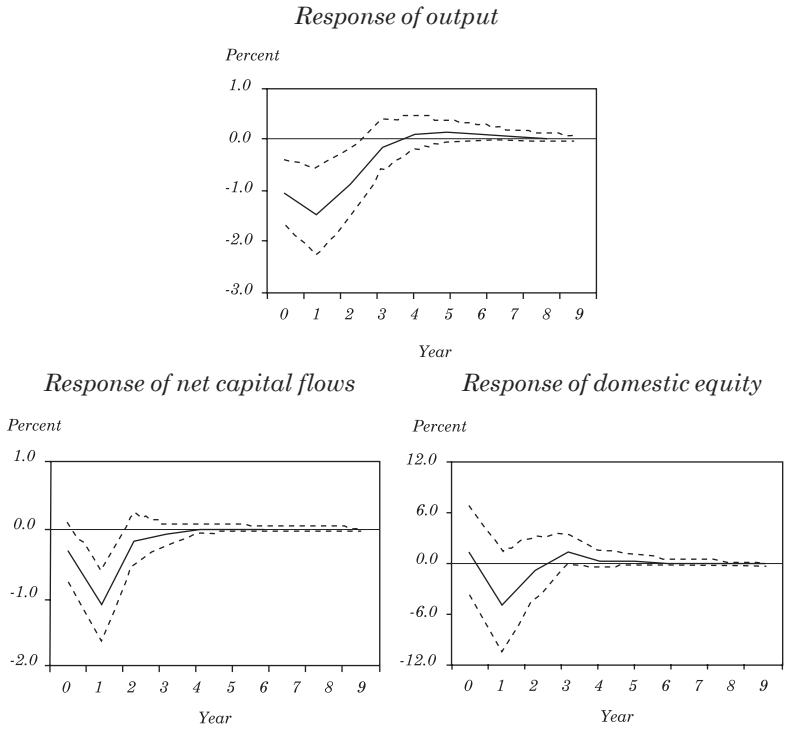 Response of output
Percent
1.0
0.0
-1.0
-2.0
-3.0
0 1 2 3 4 5 6 7 8 9
Year
Response of net capital flows
Percent
1.0
0.0
-1.0
-2.0
0 1 2 3 4 5 6 7 8 9
Year
Response of domestic equity
Percent
12.0
6.0
0.0
-6.0
-12.0
0 1 2 3 4 5 6 7 8 9
Year